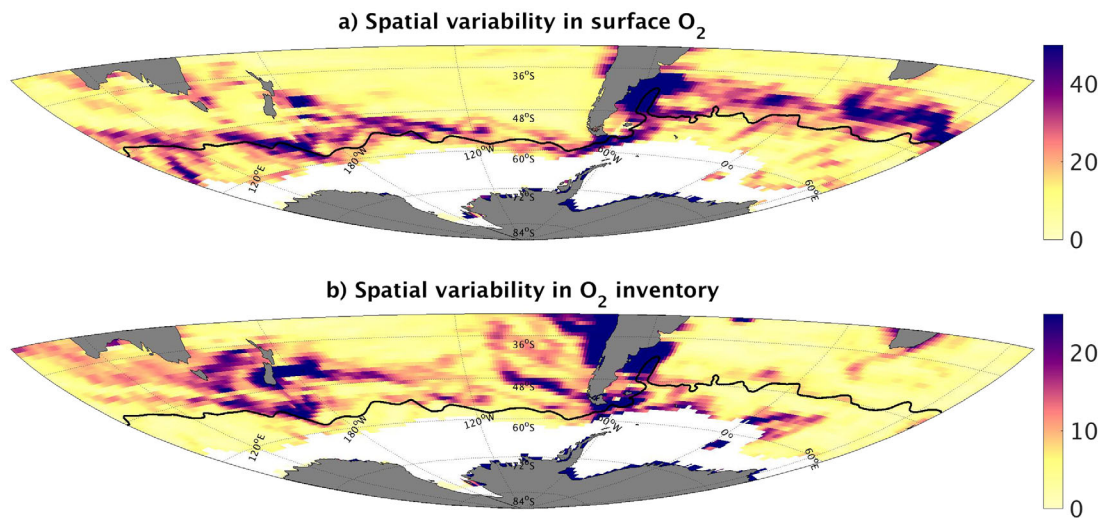 a) Spatial variability in surface O₂
36°S
48°S
120°W
60°W
60°S
180°W
0°
120°E
72°S
60°E
84°S
40
20
0
b) Spatial variability in O₂ inventory
36°S
48°S
120°W
60°W
60°S
180°W
0°
120°E
72°S
60°E
84°S
20
10
0